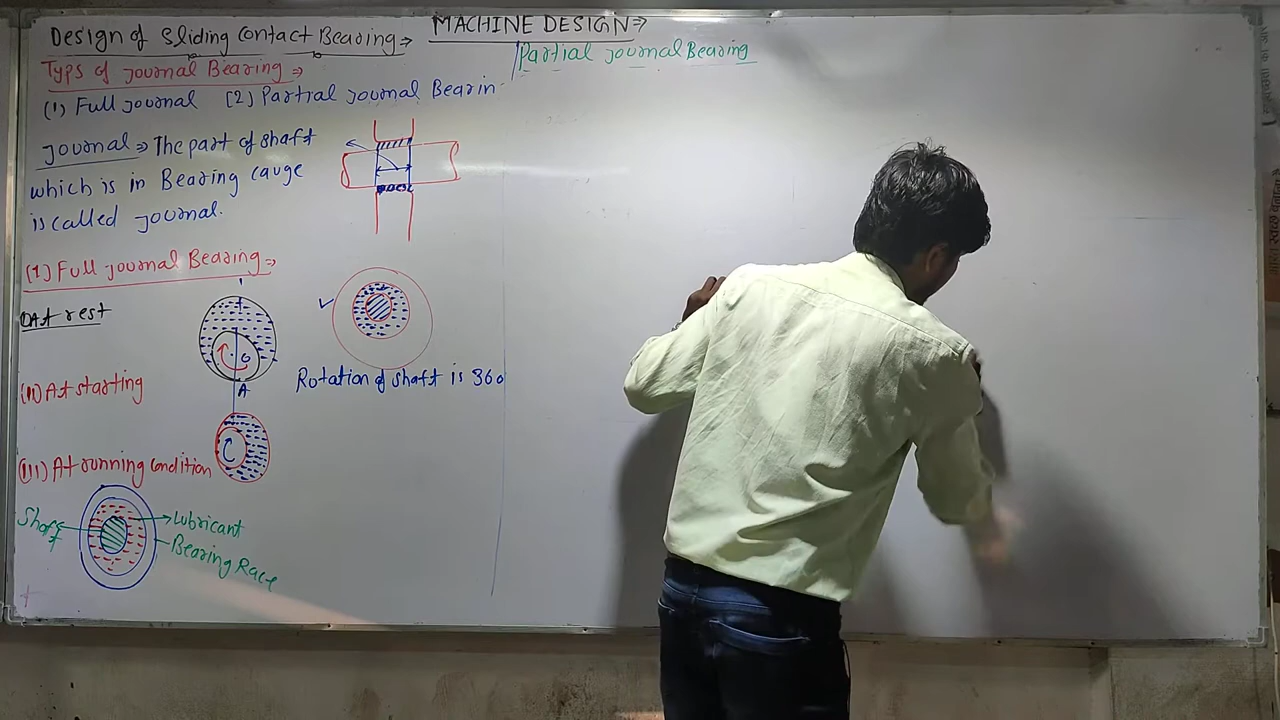 Design of Sliding Contact Bearing⇒
MACHINE DESIGN⇒
Typs of journal Bearing ⇒
(1) Full journal (2) Partial journal Bearin
journal ⇒ The part of shaft
which is in Bearing cauge
is called journal.
(1) Full journal Bearing ⇒
(I) At rest
A
Rotation of shaft is 360
(II) At starting
(III) At running condition
Shaft
Lubricant
Bearing Race
Partial journal Bearing